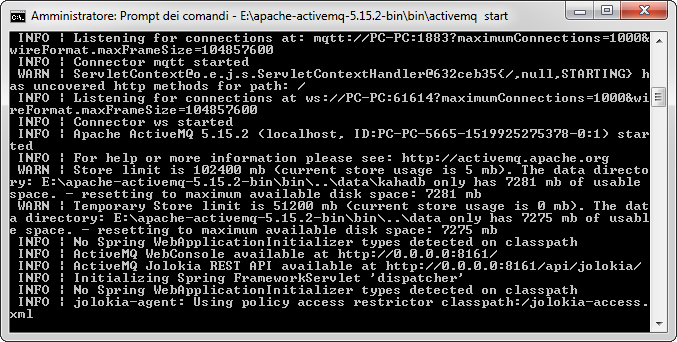 Amministratore: Prompt dei comandi - E:\apache-activemq-5.15.2-bin\bin\activemq start
INFO | Listening for connections at: mqtt://PC-PC:1883?maximumConnections=1000&
wireFormat.maxFrameSize=104857600
INFO | Connector mqtt started
WARN | ServletContext@o.e.j.s.ServletContextHandler@632ceb35{/,null,STARTING} h
as uncovered http methods for path: /
INFO | Listening for connections at ws://PC-PC:61614?maximumConnections=1000&wi
reFormat.maxFrameSize=104857600
INFO | Connector ws started
INFO | Apache ActiveMQ 5.15.2 (localhost, ID:PC-PC-5665-1519925275378-0:1) star
ted
INFO | For help or more information please see: http://activemq.apache.org
WARN | Store limit is 102400 mb (current store usage is 5 mb). The data directo
ry: E:\apache-activemq-5.15.2-bin\bin\..\data\kahadb only has 7281 mb of usable
space. - resetting to maximum available disk space: 7281 mb
WARN | Temporary Store limit is 51200 mb (current store usage is 0 mb). The dat
a directory: E:\apache-activemq-5.15.2-bin\bin\..\data only has 7275 mb of usabl
e space. - resetting to maximum available disk space: 7275 mb
INFO | No Spring WebApplicationInitializer types detected on classpath
INFO | ActiveMQ WebConsole available at http://0.0.0.0:8161/
INFO | ActiveMQ Jolokia REST API available at http://0.0.0.0:8161/api/jolokia/
INFO | Initializing Spring FrameworkServlet 'dispatcher'
INFO | No Spring WebApplicationInitializer types detected on classpath
INFO | jolokia-agent: Using policy access restrictor classpath:/jolokia-access.
xml